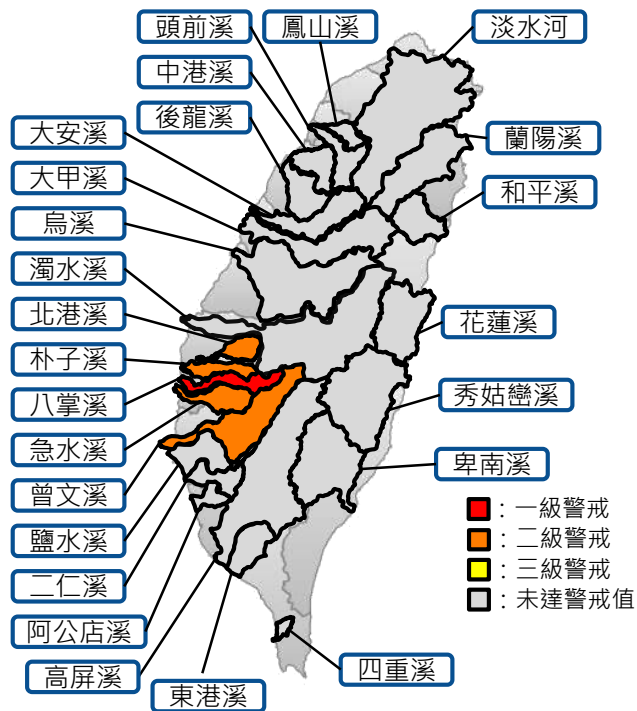 頭前溪
鳳山溪
淡水河
中港溪
後龍溪
大安溪
蘭陽溪
大甲溪
和平溪
烏溪
濁水溪
北港溪
花蓮溪
朴子溪
八掌溪
秀姑巒溪
急水溪
卑南溪
曾文溪
鹽水溪
二仁溪
阿公店溪
高屏溪
東港溪
四重溪
：一級警戒
：二級警戒
：三級警戒
：未達警戒值